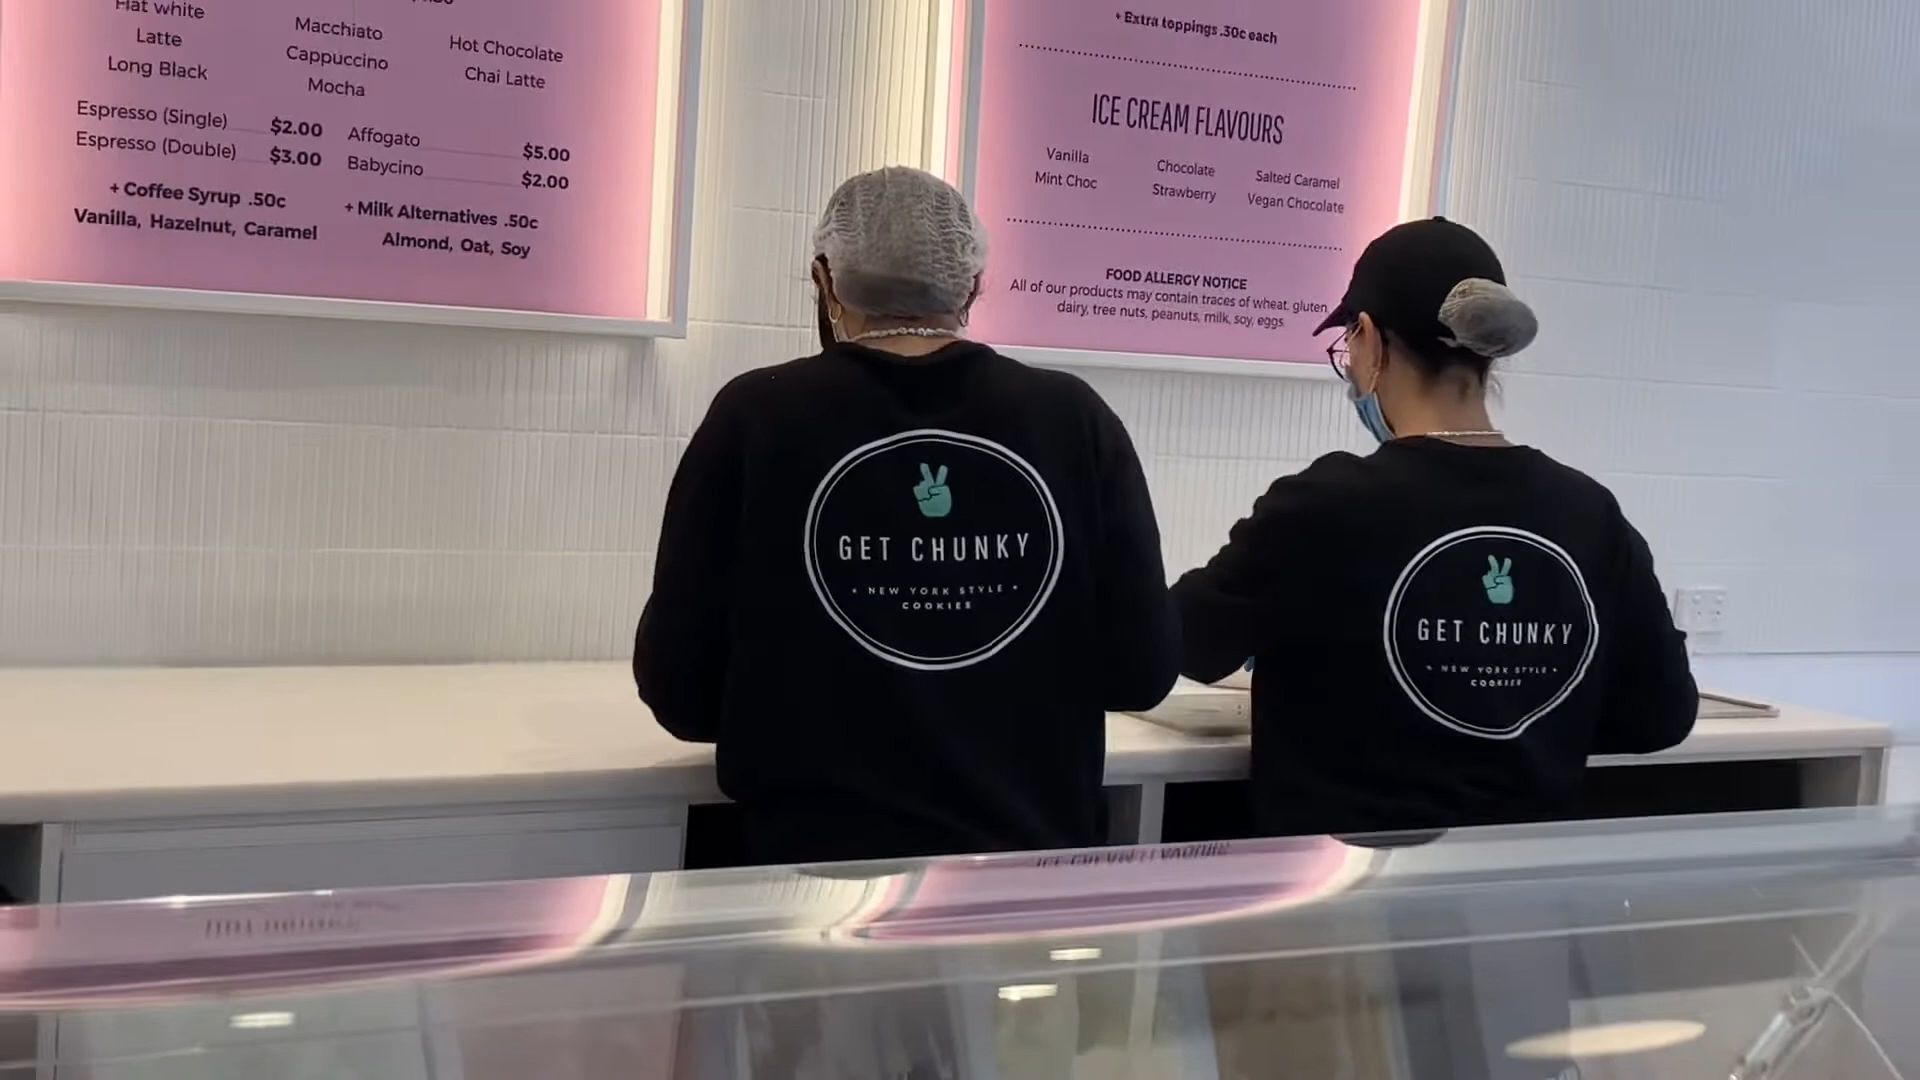 Flat white
Latte
Long Black
Macchiato
Cappuccino
Mocha
Hot Chocolate
Chai Latte
Espresso (Single) $2.00
Espresso (Double) $3.00
Affogato $5.00
Babycino $2.00
+ Coffee Syrup .50c
Vanilla, Hazelnut, Caramel
+ Milk Alternatives .50c
Almond, Oat, Soy
+ Extra toppings .30c each
ICE CREAM FLAVOURS
Vanilla Chocolate Salted Caramel
Mint Choc Strawberry Vegan Chocolate
FOOD ALLERGY NOTICE
All of our products may contain traces of wheat, gluten,
dairy, tree nuts, peanuts, milk, soy, eggs
GET CHUNKY
NEW YORK STYLE
COOKIES
GET CHUNKY
NEW YORK STYLE
COOKIES